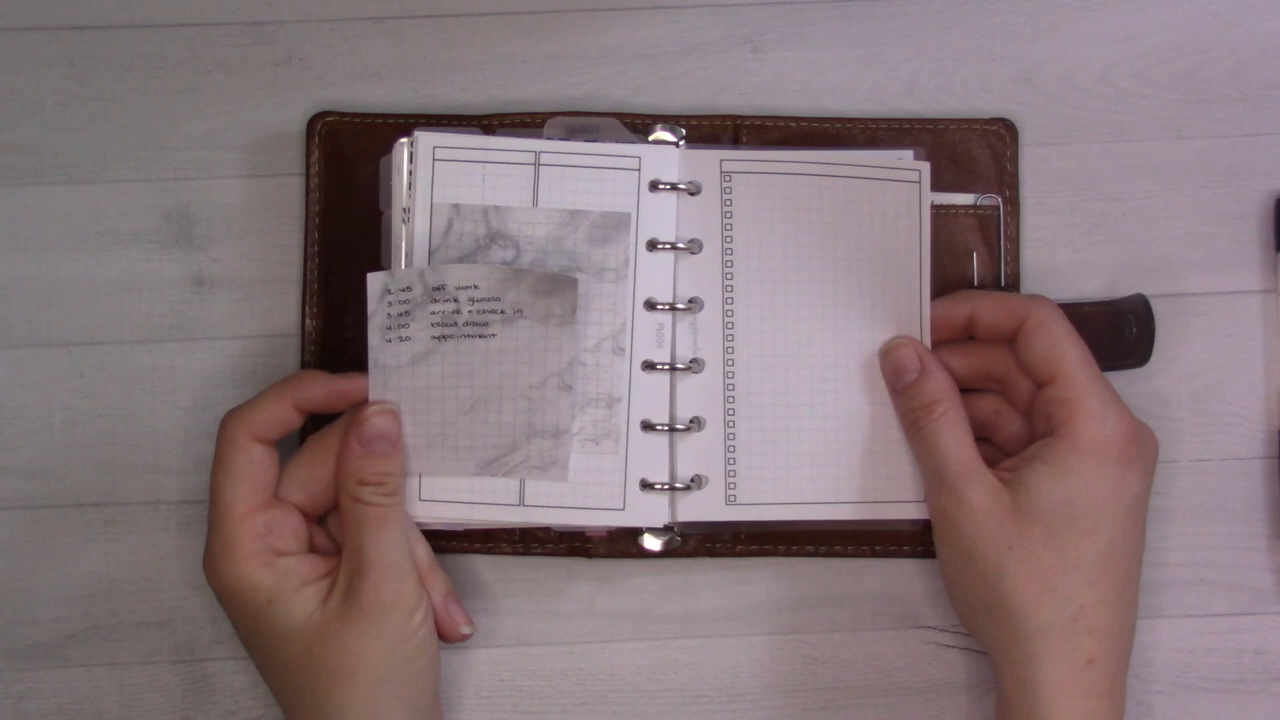 2:45 off work
3:00 drink glucola
3:45 arrive + check in
4:00 blood draw
4:20 appointment